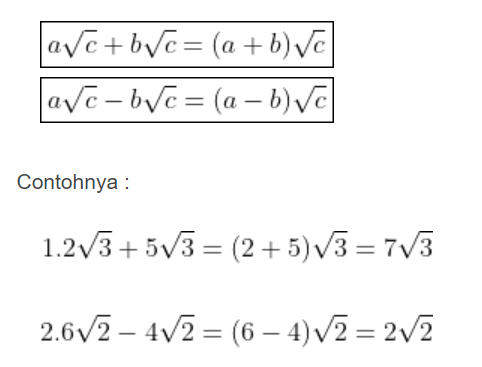 a√c + b√c = (a + b)√c
a√c − b√c = (a − b)√c
Contohnya :
1.2√3 + 5√3 = (2 + 5)√3 = 7√3
2.6√2 − 4√2 = (6 − 4)√2 = 2√2